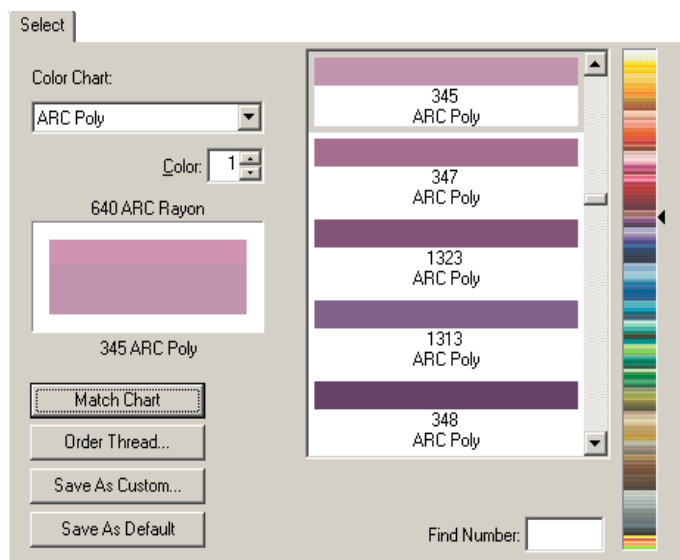 Select
Color Chart:
ARC Poly
Color: 1
640 ARC Rayon
345 ARC Poly
Match Chart
Order Thread...
Save As Custom...
Save As Default
345
ARC Poly
347
ARC Poly
1323
ARC Poly
1313
ARC Poly
348
ARC Poly
Find Number: